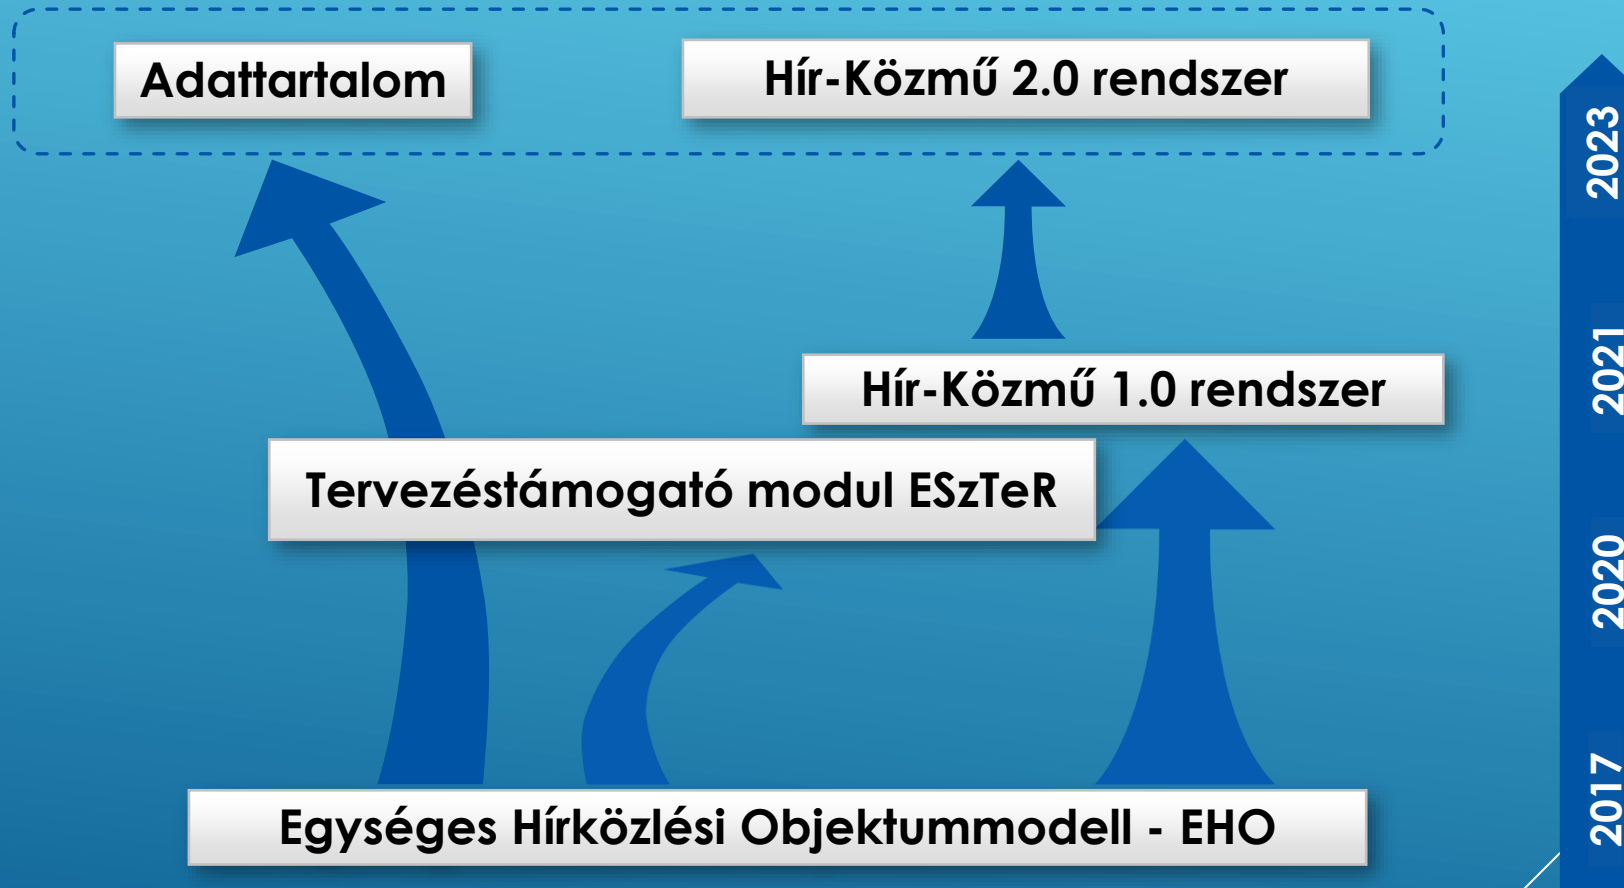 Adattartalom
Hír-Közmű 2.0 rendszer
2023
Hír-Közmű 1.0 rendszer
2021
Tervezéstámogató modul ESzTeR
2020
Egységes Hírközlési Objektummodell - EHO
2017